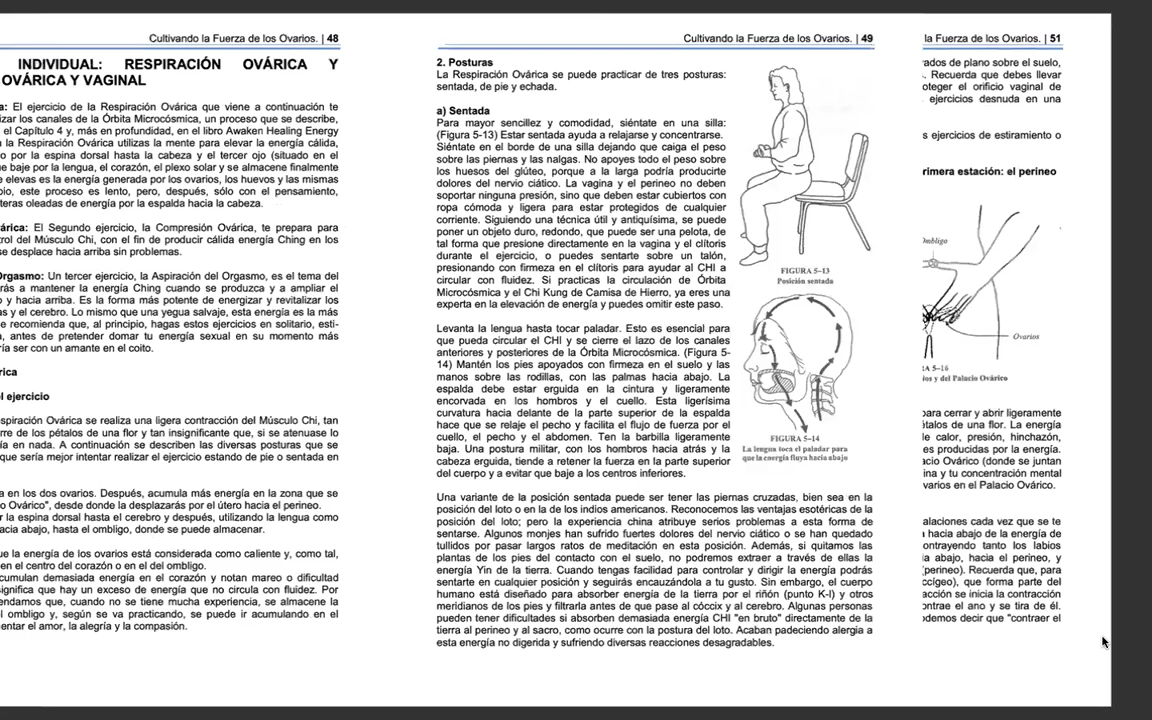 Cultivando la Fuerza de los Ovarios. | 48
INDIVIDUAL: RESPIRACIÓN OVÁRICA Y
OVÁRICA Y VAGINAL
a: El ejercicio de la Respiración Ovárica que viene a continuación te
izar los canales de la Órbita Microcósmica, un proceso que se describe,
el Capítulo 4 y, más en profundidad, en el libro Awaken Healing Energy
a la Respiración Ovárica utilizas la mente para elevar la energía cálida,
o por la espina dorsal hasta la cabeza y el tercer ojo (situado en el
ue baje por la lengua, el corazón, el plexo solar y se almacene finalmente
e elevas es la energía generada por los ovarios, los huevos y las mismas
pio, este proceso es lento, pero, después, sólo con el pensamiento,
teras oleadas de energía por la espalda hacia la cabeza.
árica: El Segundo ejercicio, la Compresión Ovárica, te prepara para
trol del Músculo Chi, con el fin de producir cálida energía Ching en los
se desplace hacia arriba sin problemas.
Orgasmo: Un tercer ejercicio, la Aspiración del Orgasmo, es el tema del
rás a mantener la energía Ching cuando se produzca y a ampliar el
o y hacia arriba. Es la forma más potente de energizar y revitalizar los
as y el cerebro. Lo mismo que una yegua salvaje, esta energía es la más
e recomienda que, al principio, hagas estos ejercicios en solitario, esti-
a, antes de pretender domar tu energía sexual en su momento más
ría ser con un amante en el coito.
rica
el ejercicio
espiración Ovárica se realiza una ligera contracción del Músculo Chi, tan
rre de los pétalos de una flor y tan insignificante que, si se atenuase lo
ía en nada. A continuación se describen las diversas posturas que se
que sería mejor intentar realizar el ejercicio estando de pie o sentada en
a en los dos ovarios. Después, acumula más energía en la zona que se
o Ovárico", desde donde la desplazarás por el útero hacia el perineo.
r la espina dorsal hasta el cerebro y después, utilizando la lengua como
acia abajo, hasta el ombligo, donde se puede almacenar.
ue la energía de los ovarios está considerada como caliente y, como tal,
en el centro del corazón o en el del ombligo.
cumulan demasiada energía en el corazón y notan mareo o dificultad
significa que hay un exceso de energía que no circula con fluidez. Por
endamos que, cuando no se tiene mucha experiencia, se almacene la
l ombligo y, según se va practicando, se puede ir acumulando en el
entar el amor, la alegría y la compasión.
Cultivando la Fuerza de los Ovarios. | 49
2. Posturas
La Respiración Ovárica se puede practicar de tres posturas:
sentada, de pie y echada.
a) Sentada
Para mayor sencillez y comodidad, siéntate en una silla:
(Figura 5-13) Estar sentada ayuda a relajarse y concentrarse.
Siéntate en el borde de una silla dejando que caiga el peso
sobre las piernas y las nalgas. No apoyes todo el peso sobre
los huesos del glúteo, porque a la larga podría producirte
dolores del nervio ciático. La vagina y el perineo no deben
soportar ninguna presión, sino que deben estar cubiertos con
ropa cómoda y ligera para estar protegidos de cualquier
corriente. Siguiendo una técnica útil y antiquísima, se puede
poner un objeto duro, redondo, que puede ser una pelota, de
tal forma que presione directamente en la vagina y el clítoris
durante el ejercicio, o puedes sentarte sobre un talón,
presionando con firmeza en el clítoris para ayudar al CHI a
circular con fluidez. Si practicas la circulación de Órbita
Microcósmica y el Chi Kung de Camisa de Hierro, ya eres una
experta en la elevación de energía y puedes omitir este paso.
FIGURA 5-13
Posición sentada
Levanta la lengua hasta tocar paladar. Esto es esencial para
que pueda circular el CHI y se cierre el lazo de los canales
anteriores y posteriores de la Órbita Microcósmica. (Figura 5-
14) Mantén los pies apoyados con firmeza en el suelo y las
manos sobre las rodillas, con las palmas hacia abajo. La
espalda debe estar erguida en la cintura y ligeramente
encorvada en los hombros y el cuello. Esta ligerísima
curvatura hacia delante de la parte superior de la espalda
hace que se relaje el pecho y facilita el flujo de fuerza por el
cuello, el pecho y el abdomen. Ten la barbilla ligeramente
baja. Una postura militar, con los hombros hacia atrás y la
cabeza erguida, tiende a retener la fuerza en la parte superior
del cuerpo y a evitar que baje a los centros inferiores.
FIGURA 5-14
La lengua toca el paladar para
que la energía fluya hacia abajo
Una variante de la posición sentada puede ser tener las piernas cruzadas, bien sea en la
posición del loto o en la de los indios americanos. Reconocemos las ventajas esotéricas de la
posición del loto; pero la experiencia china atribuye serios problemas a esta forma de
sentarse. Algunos monjes han sufrido fuertes dolores del nervio ciático o se han quedado
tullidos por pasar largos ratos de meditación en esta posición. Además, si quitamos las
plantas de los pies del contacto con el suelo, no podremos extraer a través de ellas la
energía Yin de la tierra. Cuando tengas facilidad para controlar y dirigir la energía podrás
sentarte en cualquier posición y seguirás encauzándola a tu gusto. Sin embargo, el cuerpo
humano está diseñado para absorber energía de la tierra por el riñón (punto K-I) y otros
meridianos de los pies y filtrarla antes de que pase al cóccix y al cerebro. Algunas personas
pueden tener dificultades si absorben demasiada energía CHI "en bruto" directamente de la
tierra al perineo y al sacro, como ocurre con la postura del loto. Acaban padeciendo alergia a
esta energía no digerida y sufriendo diversas reacciones desagradables.
la Fuerza de los Ovarios. | 51
ados de plano sobre el suelo,
. Recuerda que debes llevar
oteger el orificio vaginal de
ejercicios desnuda en una
s ejercicios de estiramiento o
rimera estación: el perineo
Ombligo
Ovarios
RA 5-16
ios y del Palacio Ovárico
para cerrar y abrir ligeramente
étalos de una flor. La energía
le calor, presión, hinchazón,
es producidas por la energía.
acio Ovárico (donde se juntan
ina y tu concentración mental
varios en el Palacio Ovárico.
alaciones cada vez que se te
hacia abajo de la energía de
ontrayendo tanto los labios
ia abajo, hacia el perineo, y
(perineo). Recuerda que, para
ccígeo), que forma parte del
acción se inicia la contracción
ontrae el ano y se tira de él.
odemos decir que "contraer el